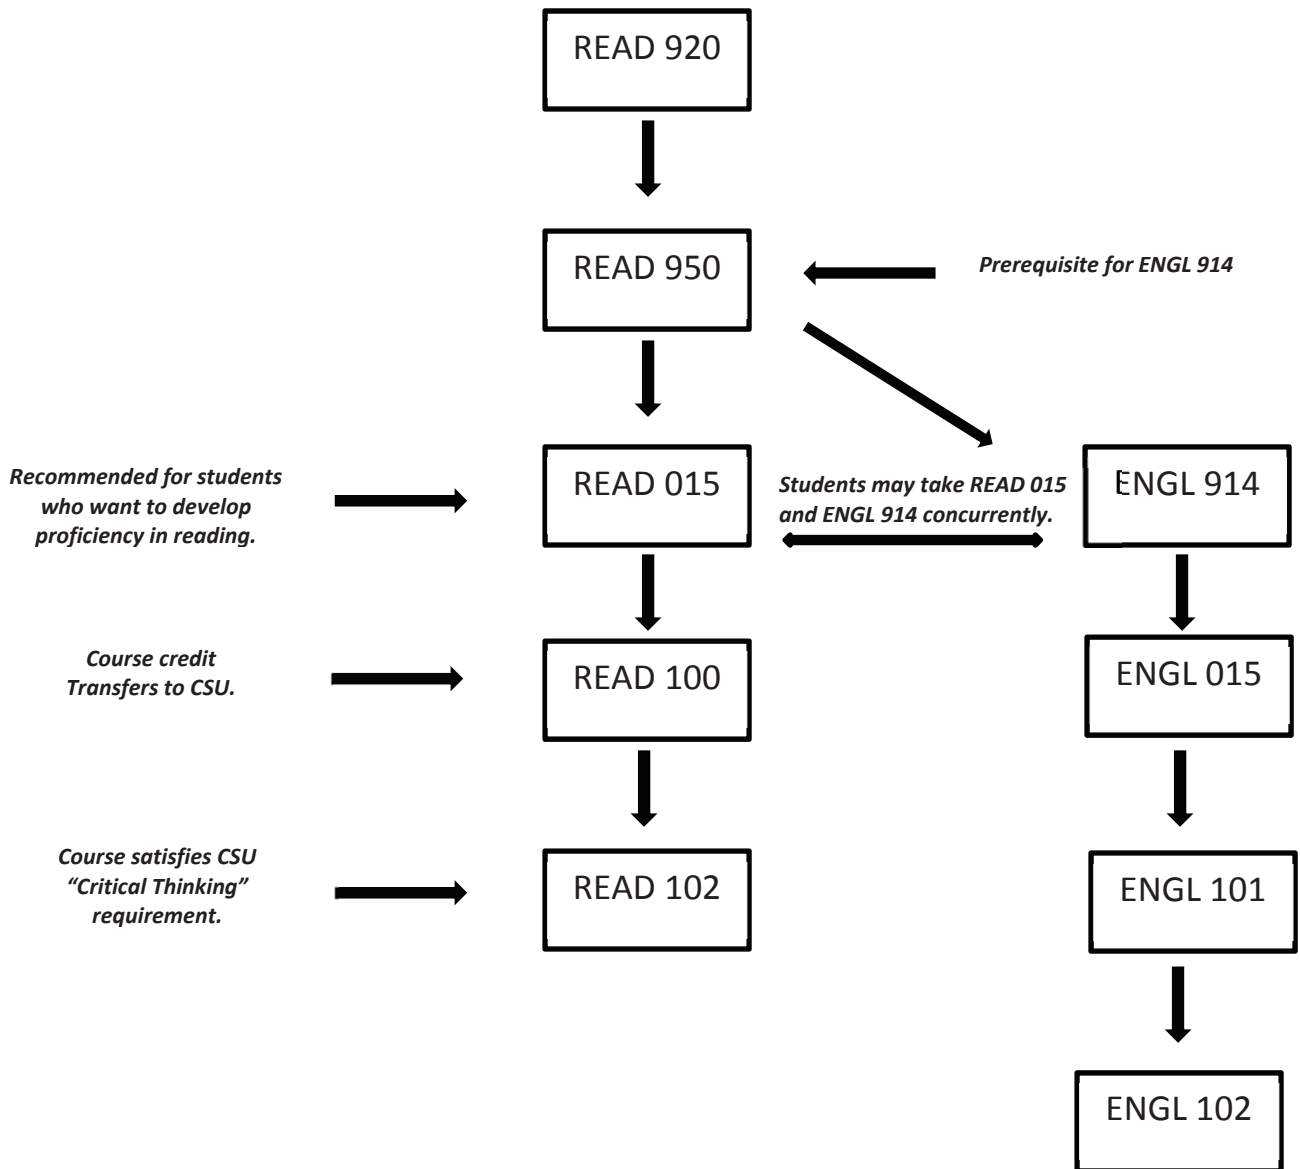 READ 920
READ 950
Prerequisite for ENGL 914
Recommended for students
who want to develop
proficiency in reading.
READ 015
Students may take READ 015
and ENGL 914 concurrently.
ENGL 914
Course credit
Transfers to CSU.
READ 100
ENGL 015
Course satisfies CSU
“Critical Thinking”
requirement.
READ 102
ENGL 101
ENGL 102